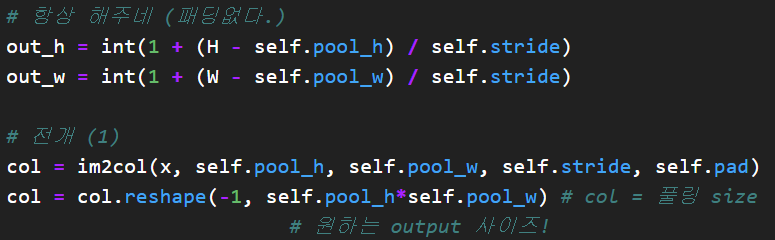 # 항상 해주네 (패딩없다.)
out_h = int(1 + (H - self.pool_h) / self.stride)
out_w = int(1 + (W - self.pool_w) / self.stride)
# 전개 (1)
col = im2col(x, self.pool_h, self.pool_w, self.stride, self.pad)
col = col.reshape(-1, self.pool_h*self.pool_w) # col = 풀링 size
# 원하는 output 사이즈!